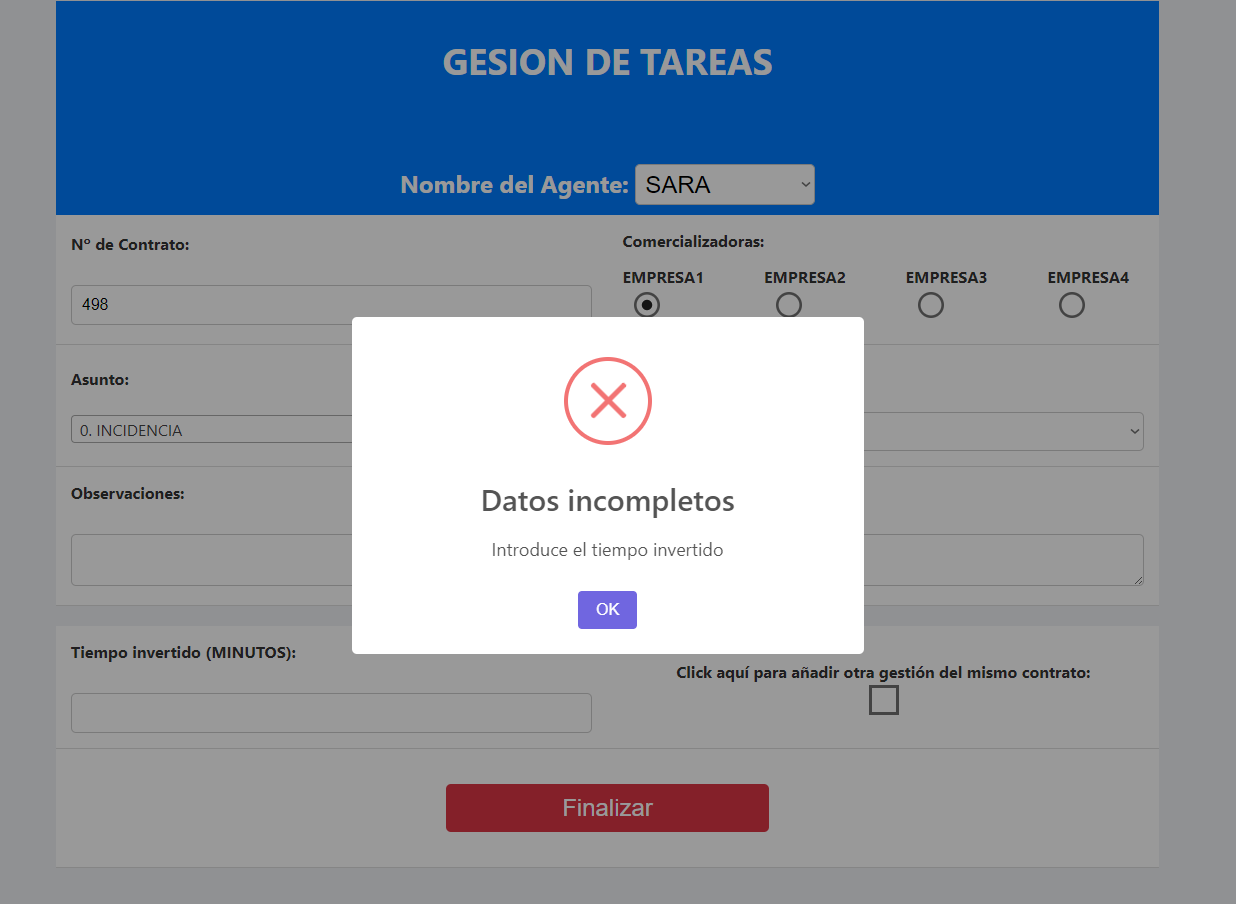 GESION DE TAREAS
Nombre del Agente: SARA
Nº de Contrato:
498
Comercializadoras:
EMPRESA1 EMPRESA2 EMPRESA3 EMPRESA4
Asunto:
0. INCIDENCIA
Observaciones:
Datos incompletos
Introduce el tiempo invertido
OK
Tiempo invertido (MINUTOS):
Click aquí para añadir otra gestión del mismo contrato:
Finalizar